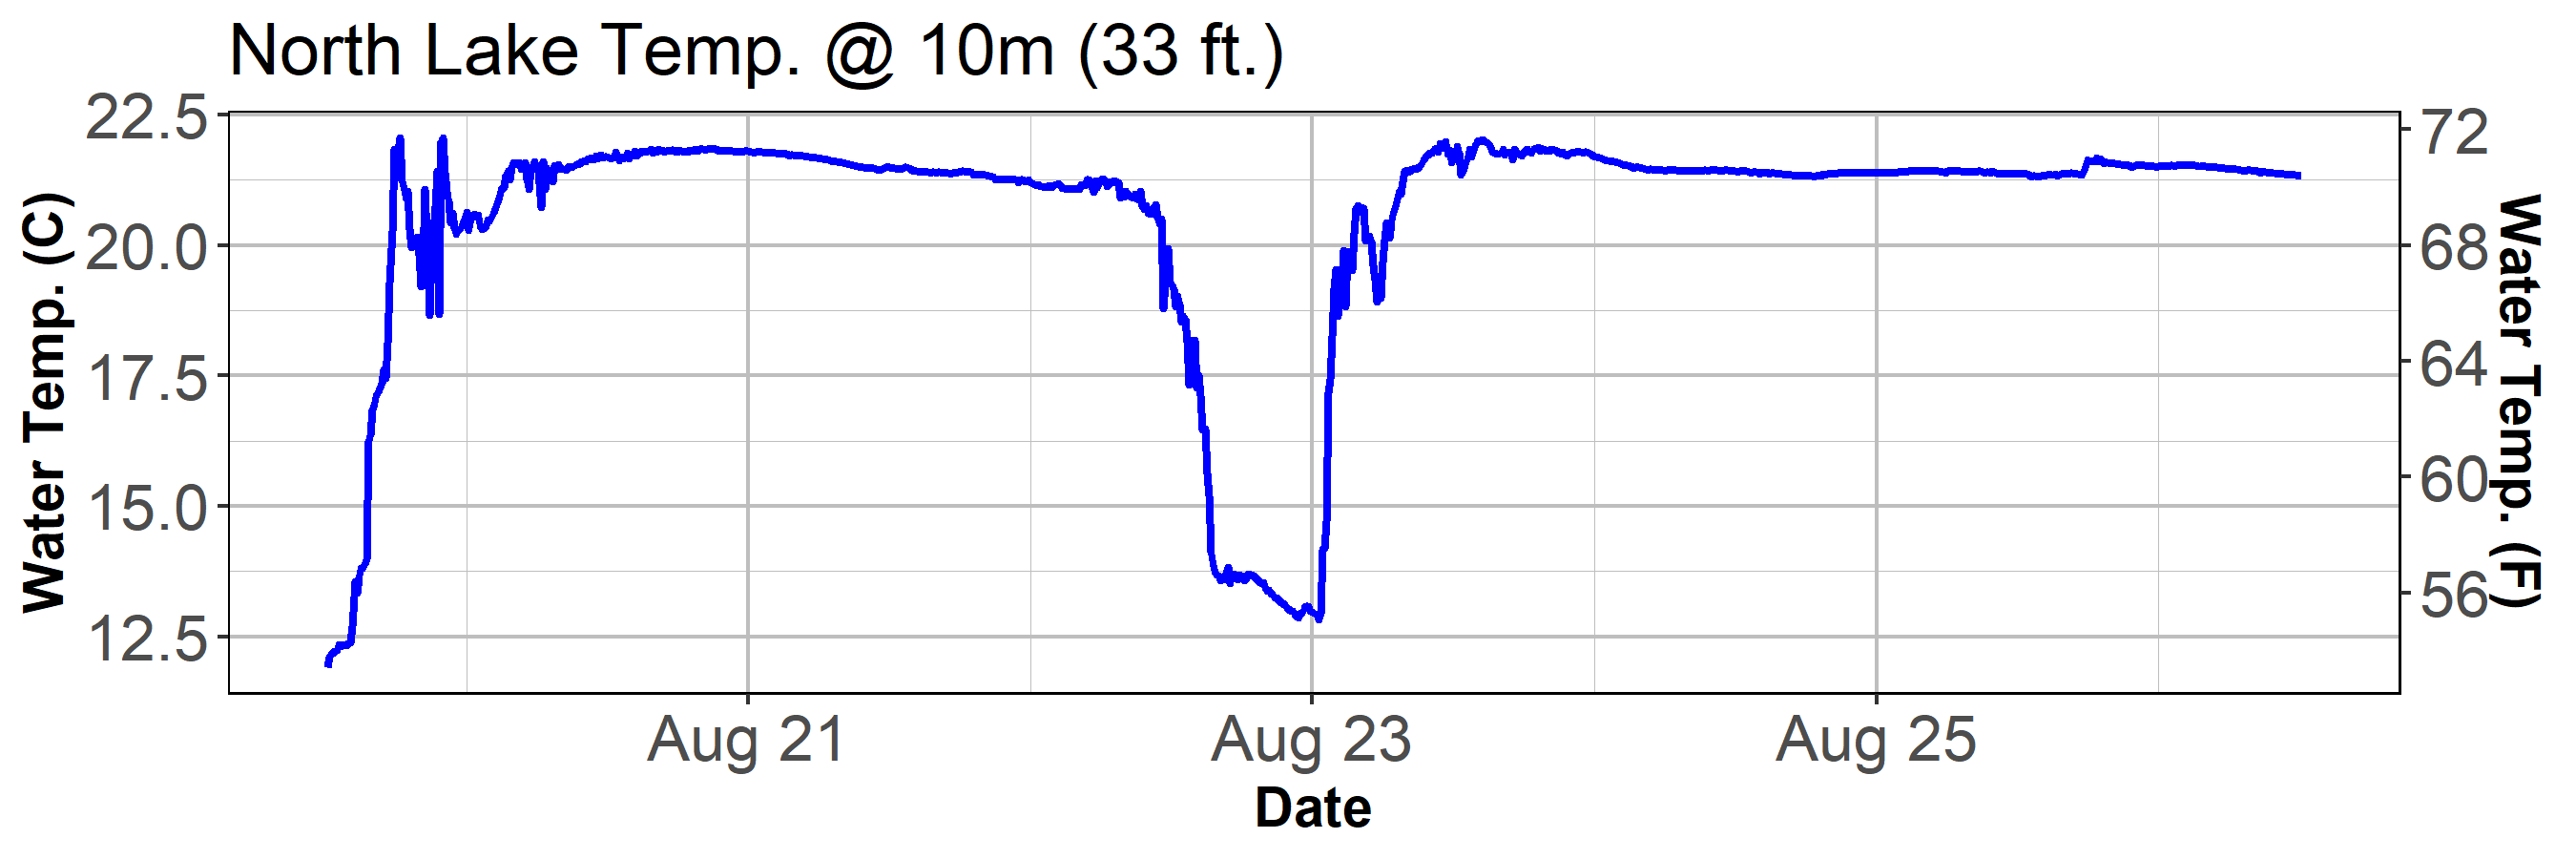 North Lake Temp. @ 10m (33 ft.)
Water Temp. (C)
22.5
20.0
17.5
15.0
12.5
72
68
64
60
56
Water Temp. (F)
Aug 21 Aug 23 Aug 25
Date